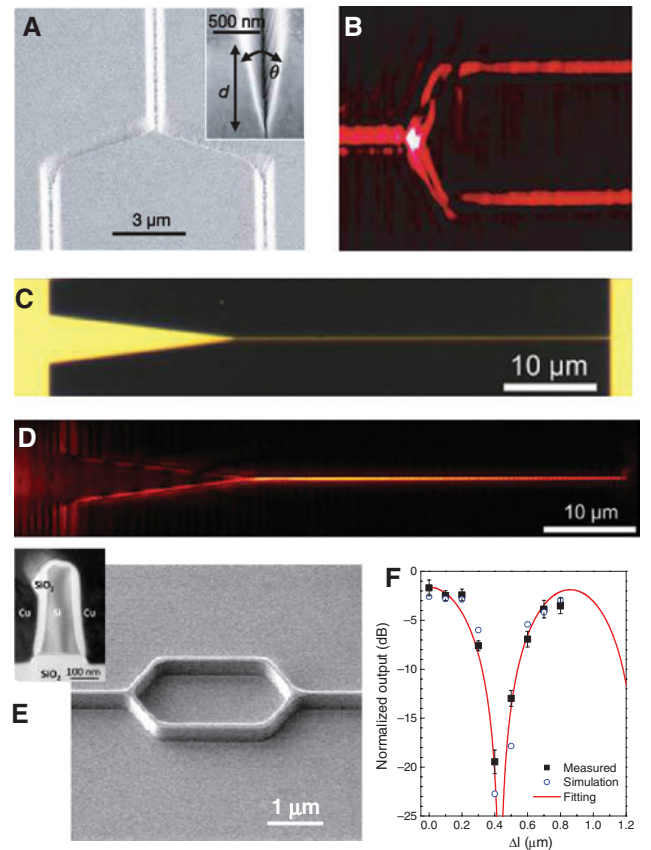 A
500 nm
θ
d
3 µm
B
C
10 µm
D
10 µm
SiO₂
Cu
Si
Cu
SiO₂
100 nm
E
1 µm
F
0
−5
−10
−15
−20
−25
Normalized output (dB)
Measured
Simulation
Fitting
0.0 0.2 0.4 0.6 0.8 1.0 1.2
Δl (µm)